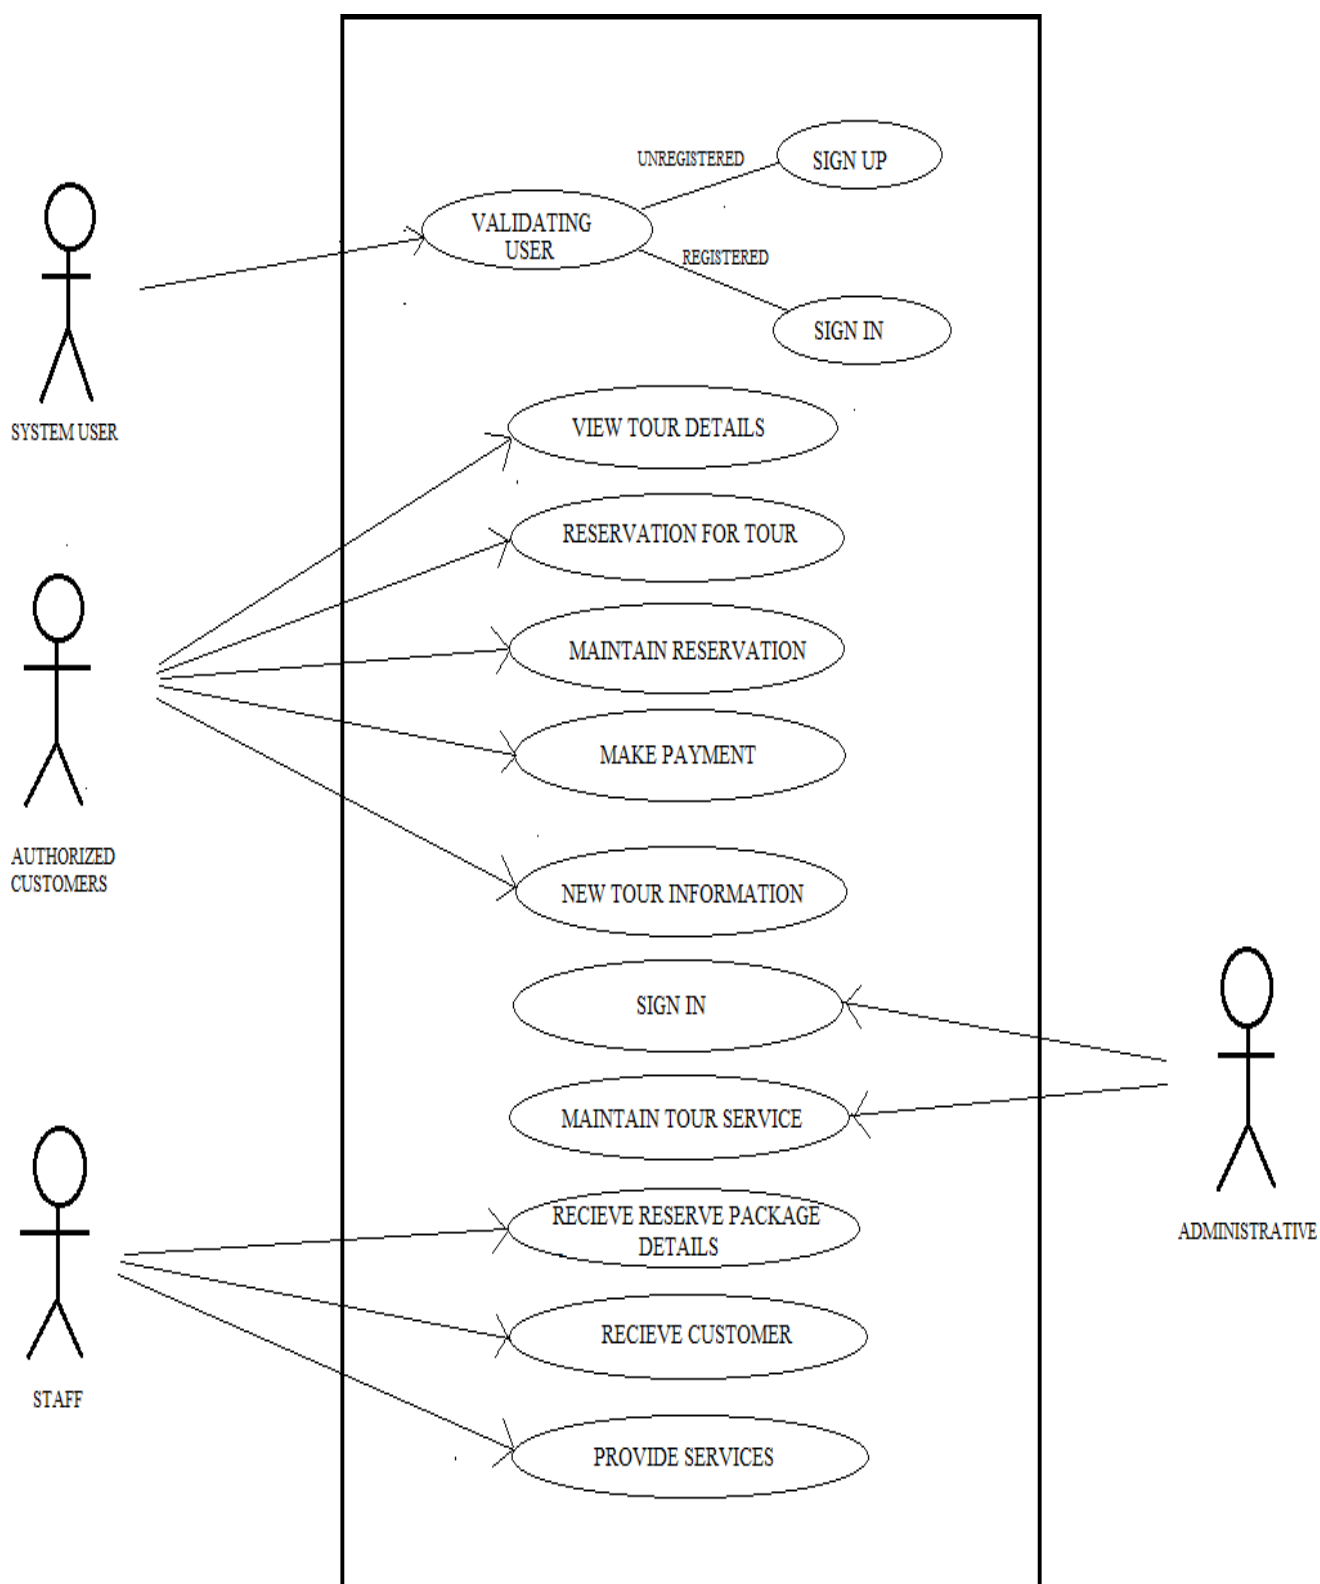 UNREGISTERED
SIGN UP
VALIDATING
USER
REGISTERED
SIGN IN
SYSTEM USER
VIEW TOUR DETAILS
RESERVATION FOR TOUR
MAINTAIN RESERVATION
MAKE PAYMENT
AUTHORIZED
CUSTOMERS
NEW TOUR INFORMATION
SIGN IN
MAINTAIN TOUR SERVICE
RECIEVE RESERVE PACKAGE
DETAILS
ADMINISTRATIVE
RECIEVE CUSTOMER
STAFF
PROVIDE SERVICES